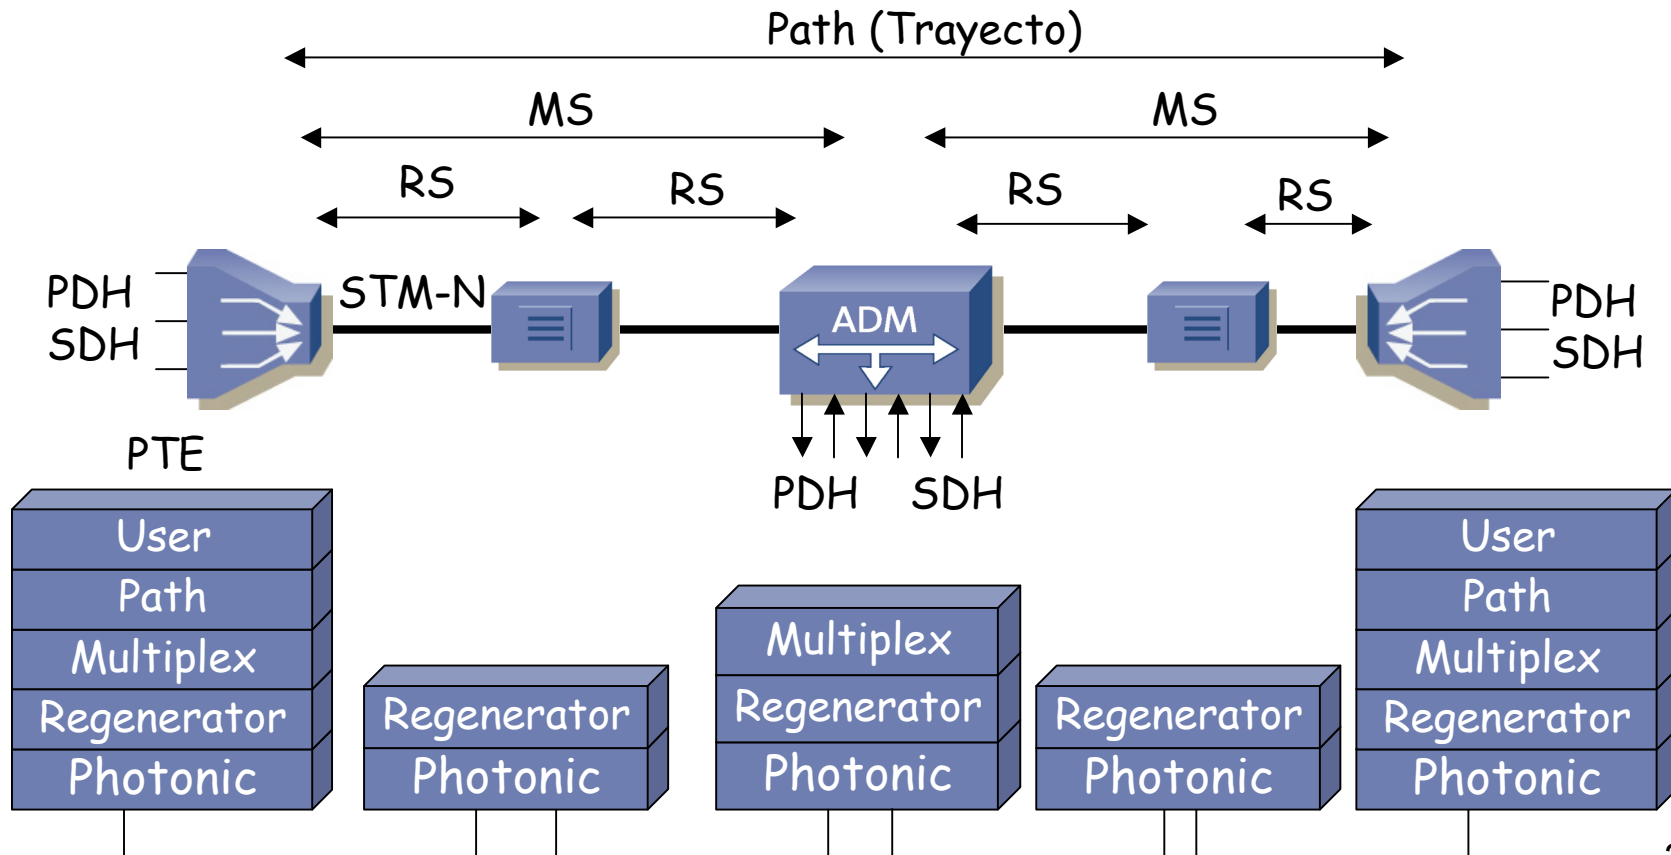 Path (Trayecto)
MS
MS
RS
RS
RS
RS
PDH
SDH
STM-N
ADM
PDH
SDH
PTE
PDH SDH
User
Path
Multiplex
Regenerator
Photonic
Regenerator
Photonic
Multiplex
Regenerator
Photonic
Regenerator
Photonic
User
Path
Multiplex
Regenerator
Photonic